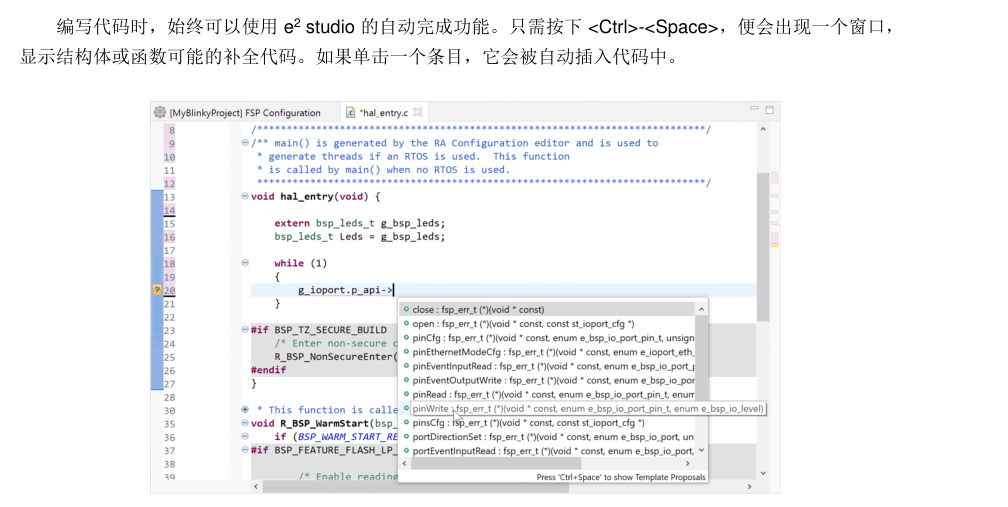 编写代码时，始终可以使用 e² studio 的自动完成功能。只需按下 <Ctrl>-<Space>，便会出现一个窗口，
显示结构体或函数可能的补全代码。如果单击一个条目，它会被自动插入代码中。
[MyBlinkyProject] FSP Configuration
*hal_entry.c
8 /***************************************************************************/
9 /** main() is generated by the RA Configuration editor and is used to
10 * generate threads if an RTOS is used. This function
11 * is called by main() when no RTOS is used.
12 ***************************************************************************/
13 void hal_entry(void) {
14
15 extern bsp_leds_t g_bsp_leds;
16 bsp_leds_t Leds = g_bsp_leds;
17
18 while (1)
19 {
20 g_ioport.p_api->
21 }
22
23 #if BSP_TZ_SECURE_BUILD
24 /* Enter non-secure c
25 R_BSP_NonSecureEnter(
26 #endif
27 }
28
30 * This function is calle
35 void R_BSP_WarmStart(bsp_
36 if (BSP_WARM_START_RE
37 #if BSP_FEATURE_FLASH_LP_
38
39 /* Enable reading
close : fsp_err_t (*)(void * const)
open : fsp_err_t (*)(void * const, const st_ioport_cfg *)
pinCfg : fsp_err_t (*)(void * const, enum e_bsp_io_port_pin_t, unsign
pinEthernetModeCfg : fsp_err_t (*)(void * const, enum e_ioport_eth_
pinEventInputRead : fsp_err_t (*)(void * const, enum e_bsp_io_port_p
pinEventOutputWrite : fsp_err_t (*)(void * const, enum e_bsp_io_por
pinRead : fsp_err_t (*)(void * const, enum e_bsp_io_port_pin_t, enum
pinWrite : fsp_err_t (*)(void * const, enum e_bsp_io_port_pin_t, enum e_bsp_io_level)
pinsCfg : fsp_err_t (*)(void * const, const st_ioport_cfg *)
portDirectionSet : fsp_err_t (*)(void * const, enum e_bsp_io_port, uns
portEventInputRead : fsp_err_t (*)(void * const, enum e_bsp_io_port,
Press 'Ctrl+Space' to show Template Proposals